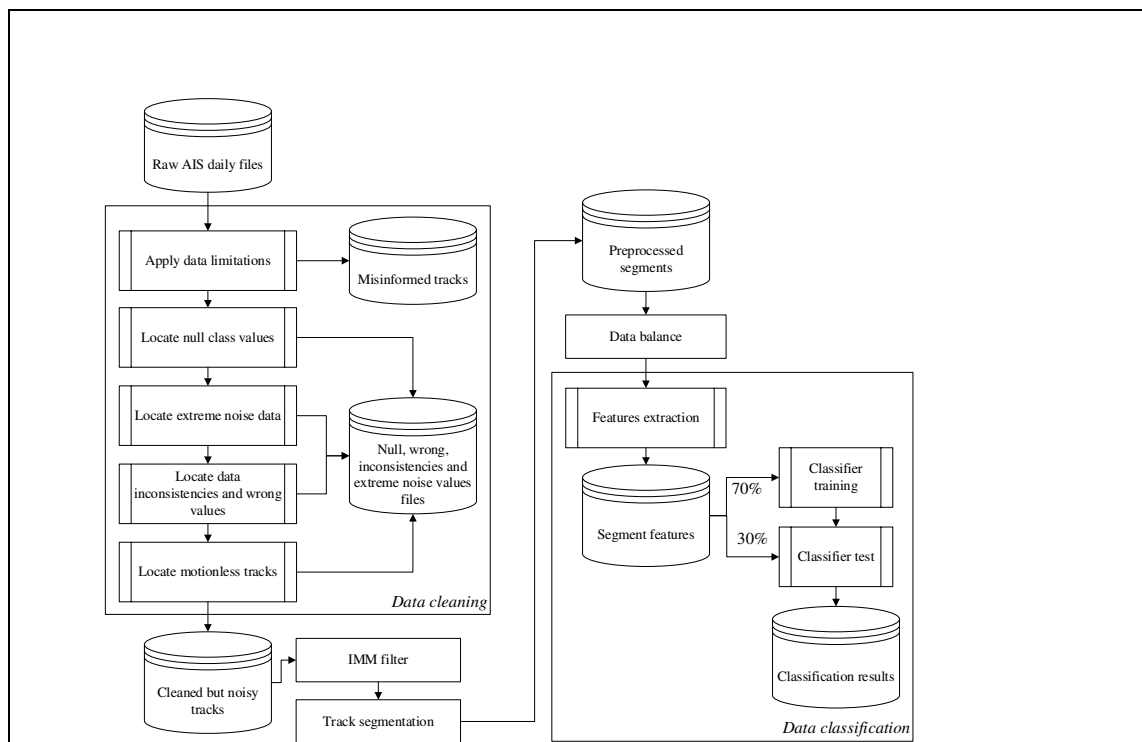 Raw AIS daily files
Apply data limitations
Misinformed tracks
Locate null class values
Locate extreme noise data
Null, wrong,
inconsistencies and
extreme noise values
files
Locate data
inconsistencies and wrong
values
Locate motionless tracks
Data cleaning
Cleaned but noisy
tracks
IMM filter
Track segmentation
Preprocessed
segments
Data balance
Features extraction
Segment features
70%
30%
Classifier
training
Classifier test
Classification results
Data classification